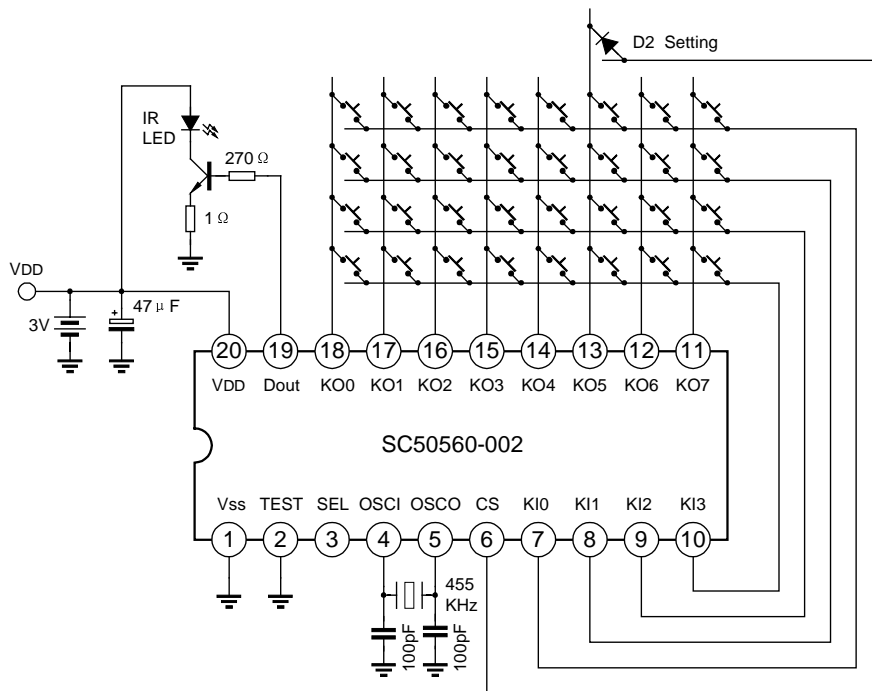 D2 Setting
IR
LED
270 Ω
1 Ω
VDD
+
47 μ F
3V
20 19 18 17 16 15 14 13 12 11
VDD Dout KO0 KO1 KO2 KO3 KO4 KO5 KO6 KO7
SC50560-002
Vss TEST SEL OSCI OSCO CS KI0 KI1 KI2 KI3
1 2 3 4 5 6 7 8 9 10
455
KHz
100pF
100pF